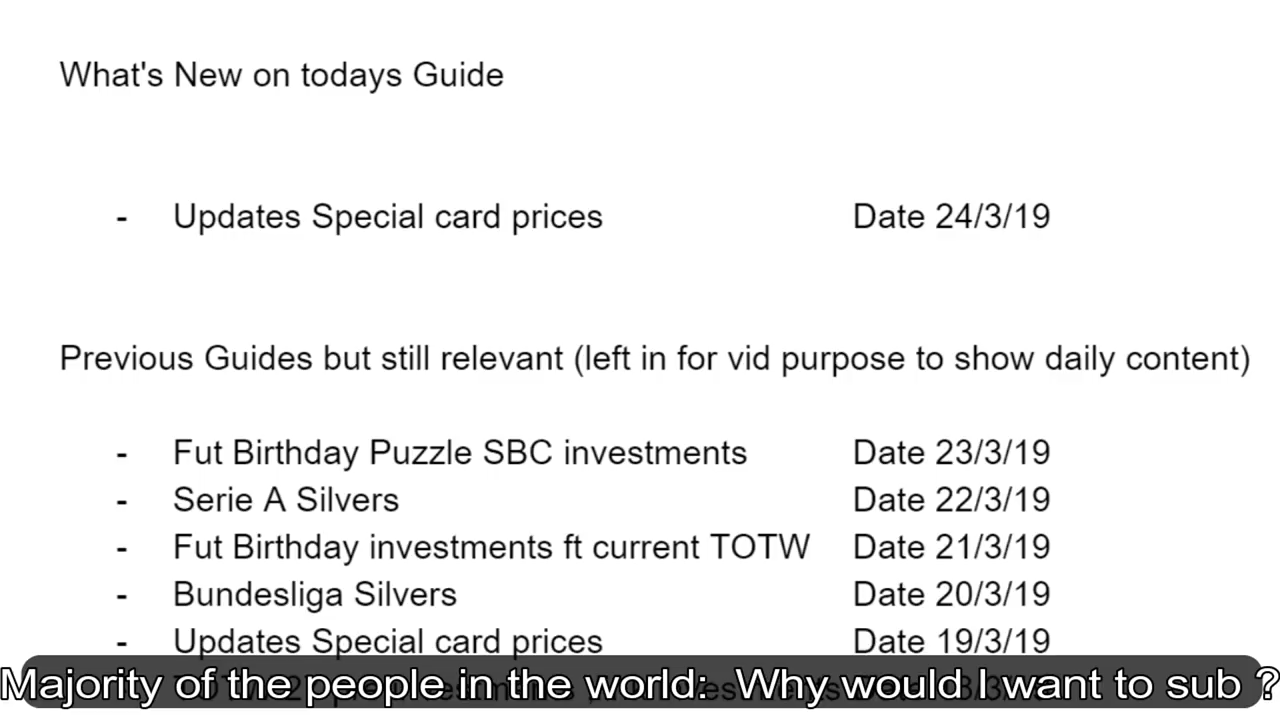 What's New on todays Guide
- Updates Special card prices Date 24/3/19
Previous Guides but still relevant (left in for vid purpose to show daily content)
- Fut Birthday Puzzle SBC investments Date 23/3/19
- Serie A Silvers Date 22/3/19
- Fut Birthday investments ft current TOTW Date 21/3/19
- Bundesliga Silvers Date 20/3/19
- Updates Special card prices Date 19/3/19
Majority of the people in the world: Why would I want to sub ?